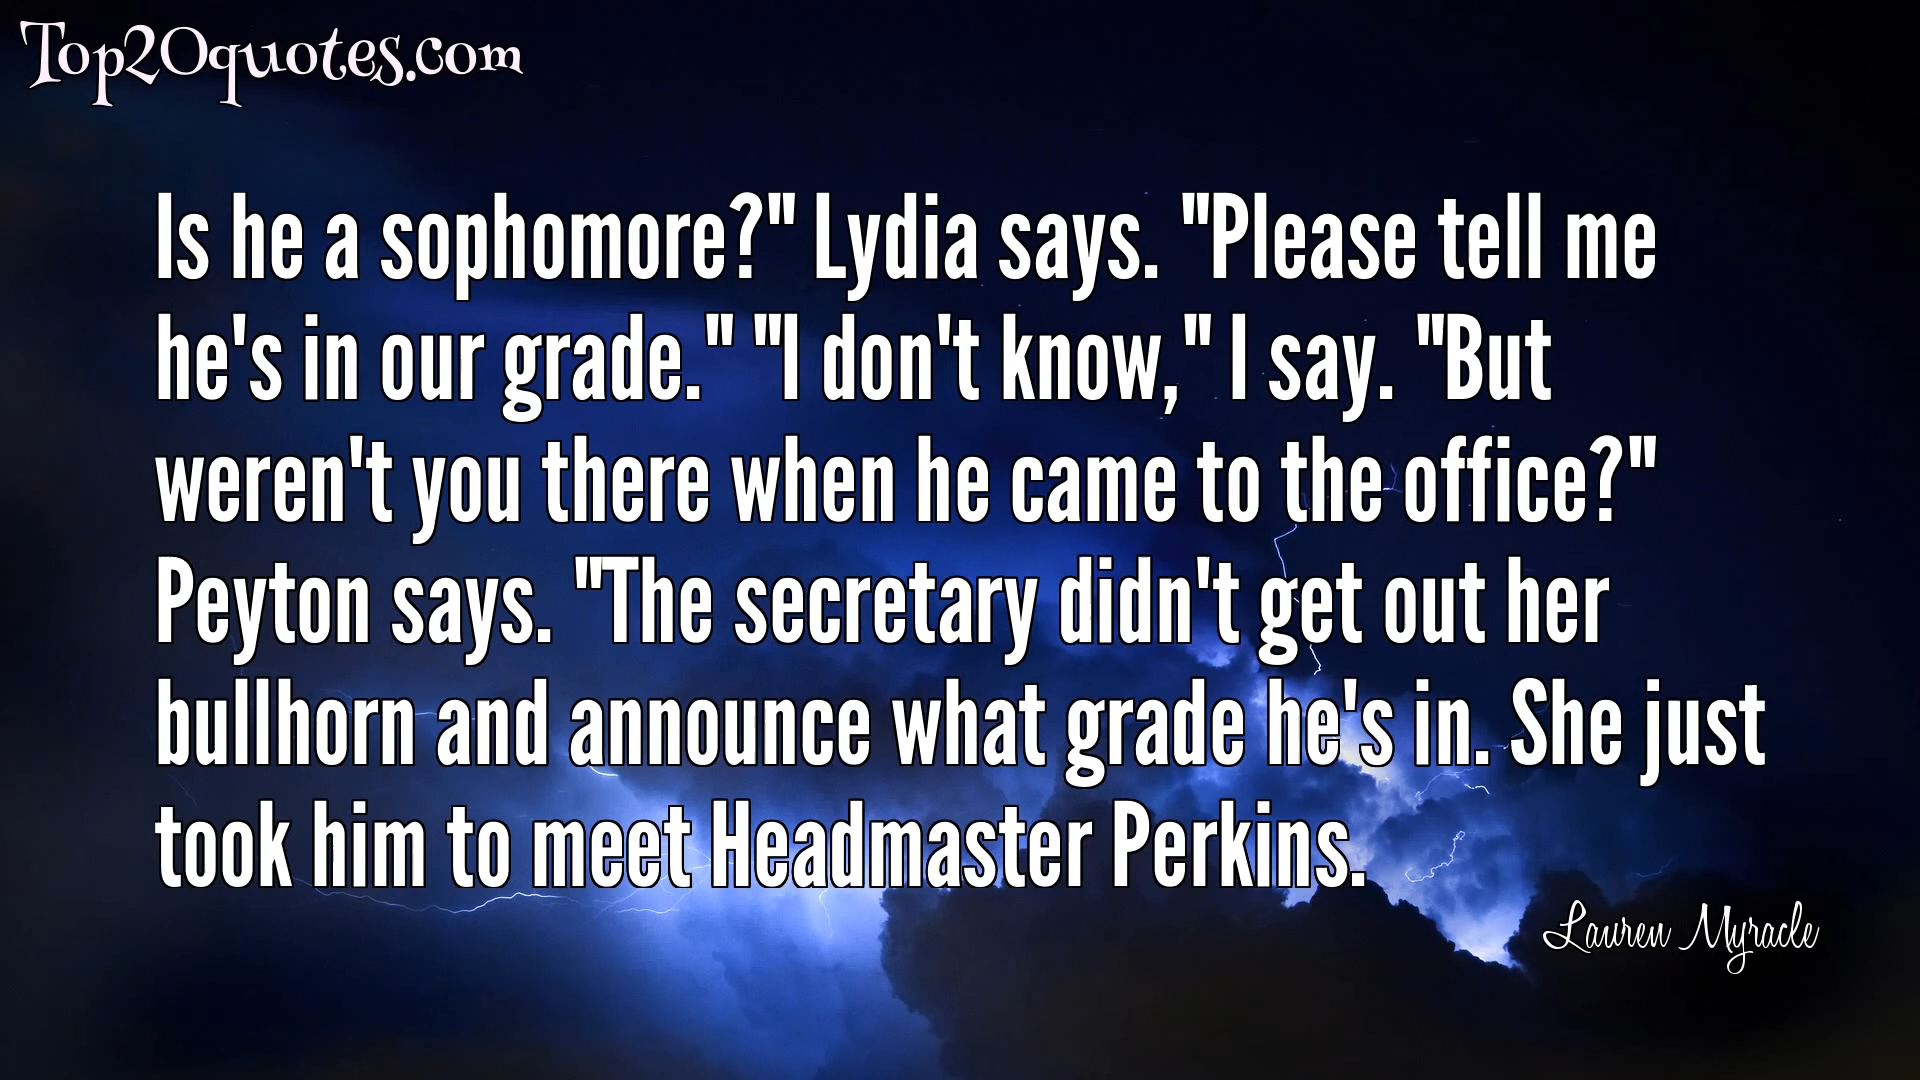 Top20quotes.com
Is he a sophomore?" Lydia says. "Please tell me
he's in our grade." "I don't know," I say. "But
weren't you there when he came to the office?"
Peyton says. "The secretary didn't get out her
bullhorn and announce what grade he's in. She just
took him to meet Headmaster Perkins.
Lauren Myracle